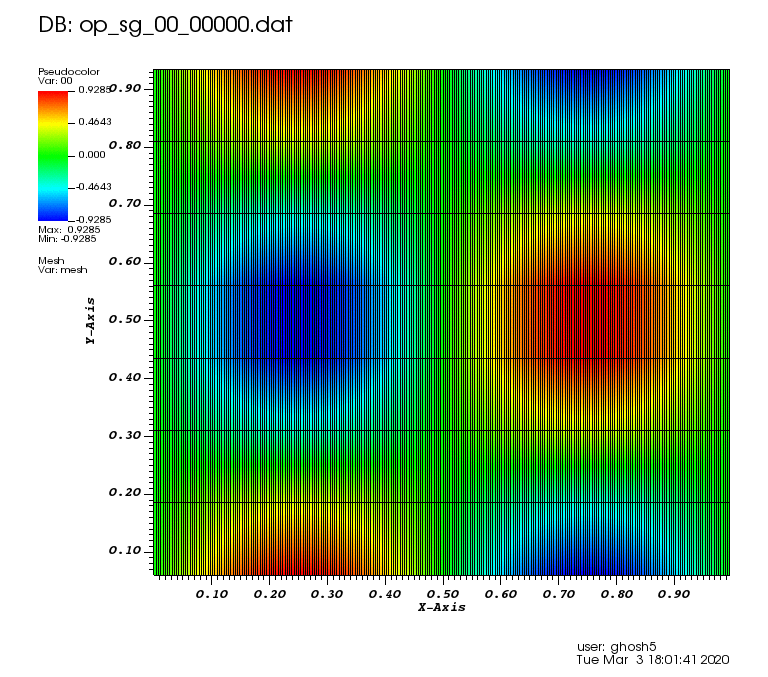 DB: op_sg_00_00000.dat
Pseudocolor
Var: 00
0.9285
0.4643
0.000
-0.4643
-0.9285
Max: 0.9285
Min: -0.9285
Mesh
Var: mesh
0.90
0.80
0.70
0.60
0.50
0.40
0.30
0.20
0.10
Y-Axis
0.10 0.20 0.30 0.40 0.50 0.60 0.70 0.80 0.90
X-Axis
user: ghosh5
Tue Mar 3 18:01:41 2020